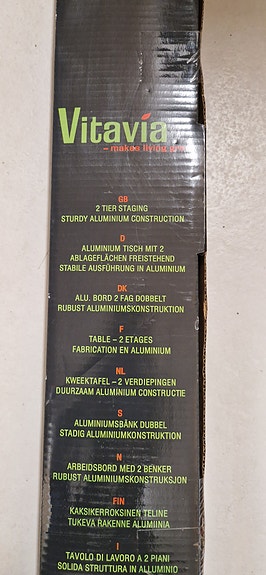 Vitavia
– makes living
GB
2 TIER STAGING
STURDY ALUMINIUM CONSTRUCTION
D
ALUMINIUM TISCH MIT 2
ABLAGEFLÄCHEN FREISTEHEND
STABILE AUSFÜHRUNG IN ALUMINIUM
DK
ALU. BORD 2 FAG DOBBELT
RUBUST ALUMINIUMSKONSTRUKTION
F
TABLE – 2 ETAGES
FABRICATION EN ALUMINIUM
NL
KWEEKTAFEL – 2 VERDIEPINGEN
DUURZAAM ALUMINIUM CONSTRUCTIE
S
ALUMINIUMSBÄNK DUBBEL
STADIG ALUMINIUMKONSTRUKTION
N
ARBEIDSBORD MED 2 BENKER
RUBUST ALUMINIUMSKONSTRUKSJON
FIN
KAKSIKERROKSINEN TELINE
TUKEVA RAKENNE ALUMIINIA
I
TAVOLO DI LAVORO A 2 PIANI
SOLIDA STRUTTURA IN ALLUMINIO